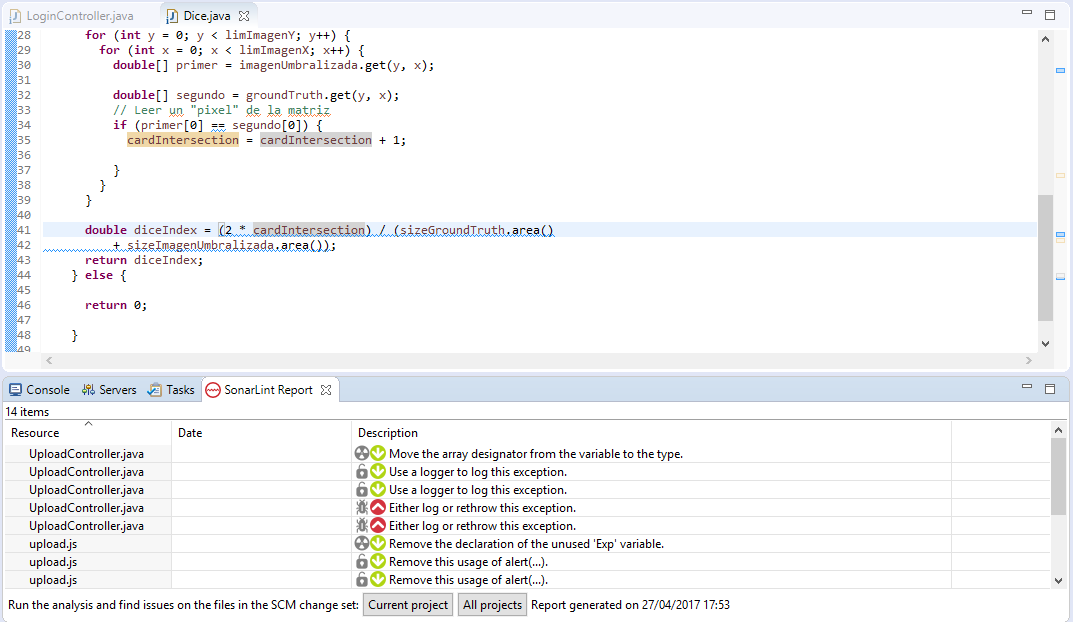 LoginController.java Dice.java
28 for (int y = 0; y < limImagenY; y++) {
29 for (int x = 0; x < limImagenX; x++) {
30 double[] primer = imagenUmbralizada.get(y, x);
31
32 double[] segundo = groundTruth.get(y, x);
33 // Leer un "pixel" de la matriz
34 if (primer[0] == segundo[0]) {
35 cardIntersection = cardIntersection + 1;
36
37 }
38 }
39 }
40
41 double diceIndex = (2 * cardIntersection) / (sizeGroundTruth.area()
42 + sizeImagenUmbralizada.area());
43 return diceIndex;
44 } else {
45
46 return 0;
47
48 }
49
Console Servers Tasks SonarLint Report
14 items
Resource Date Description
UploadController.java Move the array designator from the variable to the type.
UploadController.java Use a logger to log this exception.
UploadController.java Use a logger to log this exception.
UploadController.java Either log or rethrow this exception.
UploadController.java Either log or rethrow this exception.
upload.js Remove the declaration of the unused 'Exp' variable.
upload.js Remove this usage of alert(...).
upload.js Remove this usage of alert(...).
Run the analysis and find issues on the files in the SCM change set: Current project All projects Report generated on 27/04/2017 17:53